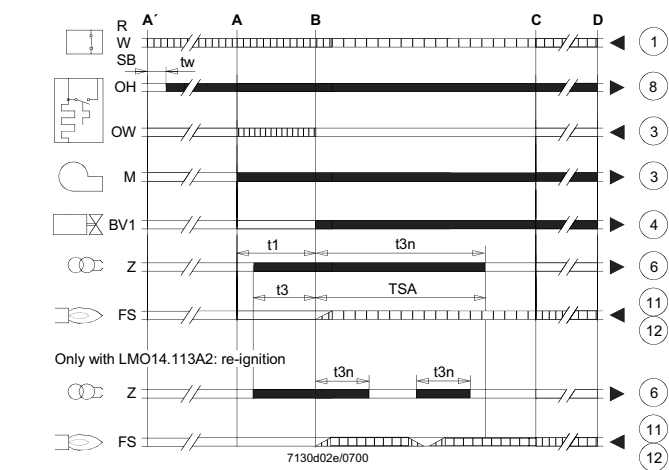 A´ A B C D
R
W 1
SB tw
OH 8
OW 3
M 3
BV1 4
t1 t3n
Z 6
t3 TSA
11
FS
12
Only with LMO14.113A2: re-ignition
t3n t3n
Z 6
11
FS
7130d02e/0700 12